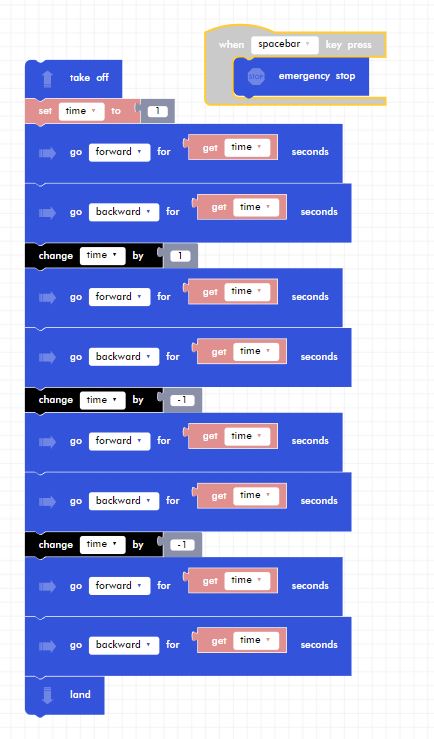 when spacebar key press
stop emergency stop
take off
set time to 1
go forward for get time seconds
go backward for get time seconds
change time by 1
go forward for get time seconds
go backward for get time seconds
change time by -1
go forward for get time seconds
go backward for get time seconds
change time by -1
go forward for get time seconds
go backward for get time seconds
land